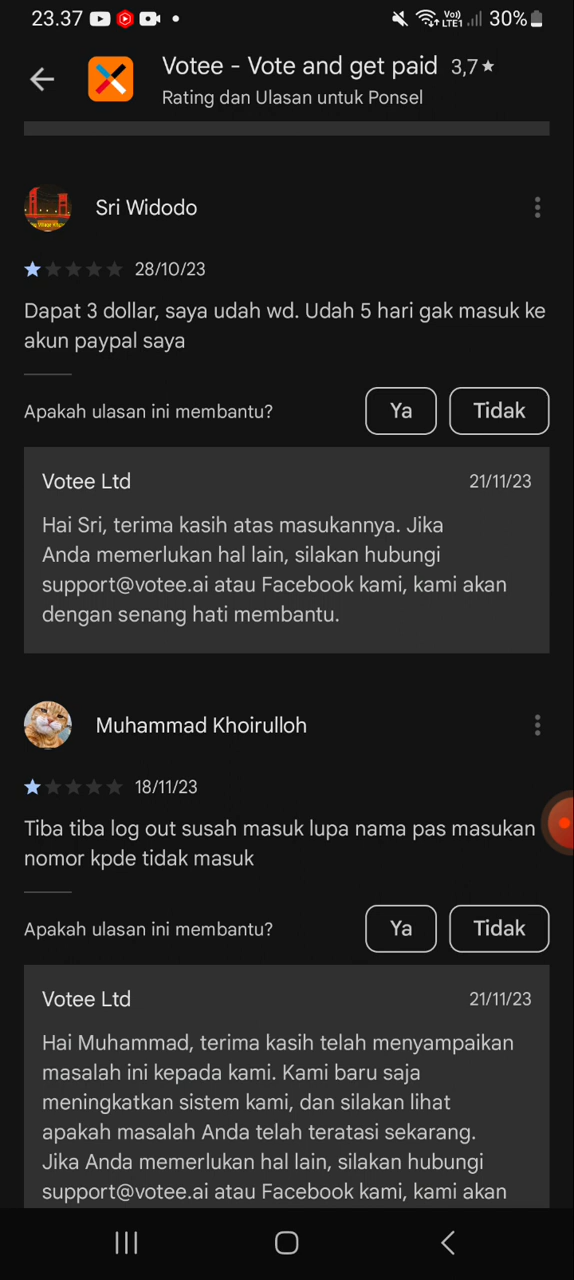 23.37
Vo))
LTE1
30%
Votee - Vote and get paid 3,7★
Rating dan Ulasan untuk Ponsel
Sri Widodo
28/10/23
Dapat 3 dollar, saya udah wd. Udah 5 hari gak masuk ke
akun paypal saya
Apakah ulasan ini membantu?
Ya
Tidak
Votee Ltd
21/11/23
Hai Sri, terima kasih atas masukannya. Jika
Anda memerlukan hal lain, silakan hubungi
support@votee.ai atau Facebook kami, kami akan
dengan senang hati membantu.
Muhammad Khoirulloh
18/11/23
Tiba tiba log out susah masuk lupa nama pas masukan
nomor kpde tidak masuk
Apakah ulasan ini membantu?
Ya
Tidak
Votee Ltd
21/11/23
Hai Muhammad, terima kasih telah menyampaikan
masalah ini kepada kami. Kami baru saja
meningkatkan sistem kami, dan silakan lihat
apakah masalah Anda telah teratasi sekarang.
Jika Anda memerlukan hal lain, silakan hubungi
support@votee.ai atau Facebook kami, kami akan